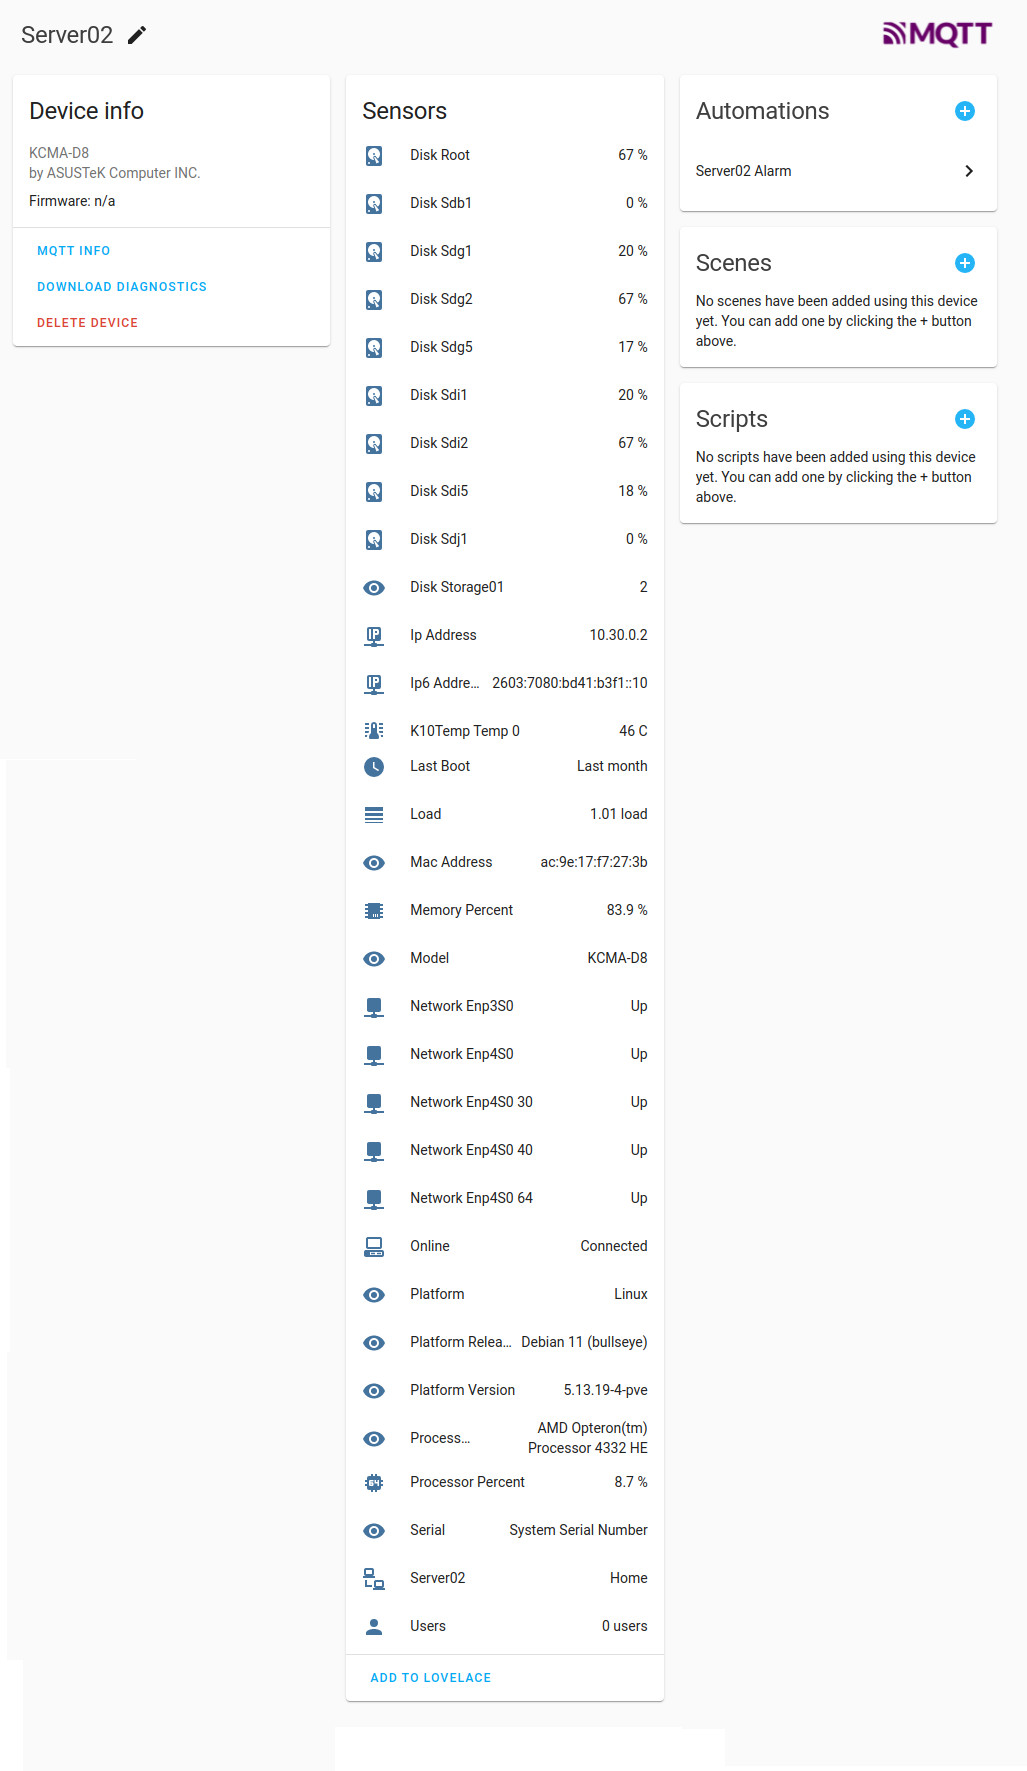 Server02
MQTT
Device info
KCMA-D8
by ASUSTeK Computer INC.
Firmware: n/a
MQTT INFO
DOWNLOAD DIAGNOSTICS
DELETE DEVICE
Sensors
Disk Root 67 %
Disk Sdb1 0 %
Disk Sdg1 20 %
Disk Sdg2 67 %
Disk Sdg5 17 %
Disk Sdi1 20 %
Disk Sdi2 67 %
Disk Sdi5 18 %
Disk Sdj1 0 %
Disk Storage01 2
Ip Address 10.30.0.2
Ip6 Addre... 2603:7080:bd41:b3f1::10
K10Temp Temp 0 46 C
Last Boot Last month
Load 1.01 load
Mac Address ac:9e:17:f7:27:3b
Memory Percent 83.9 %
Model KCMA-D8
Network Enp3S0 Up
Network Enp4S0 Up
Network Enp4S0 30 Up
Network Enp4S0 40 Up
Network Enp4S0 64 Up
Online Connected
Platform Linux
Platform Relea... Debian 11 (bullseye)
Platform Version 5.13.19-4-pve
Process... AMD Opteron(tm)
Processor 4332 HE
Processor Percent 8.7 %
Serial System Serial Number
Server02 Home
Users 0 users
ADD TO LOVELACE
Automations
Server02 Alarm
Scenes
No scenes have been added using this device
yet. You can add one by clicking the + button
above.
Scripts
No scripts have been added using this device
yet. You can add one by clicking the + button
above.